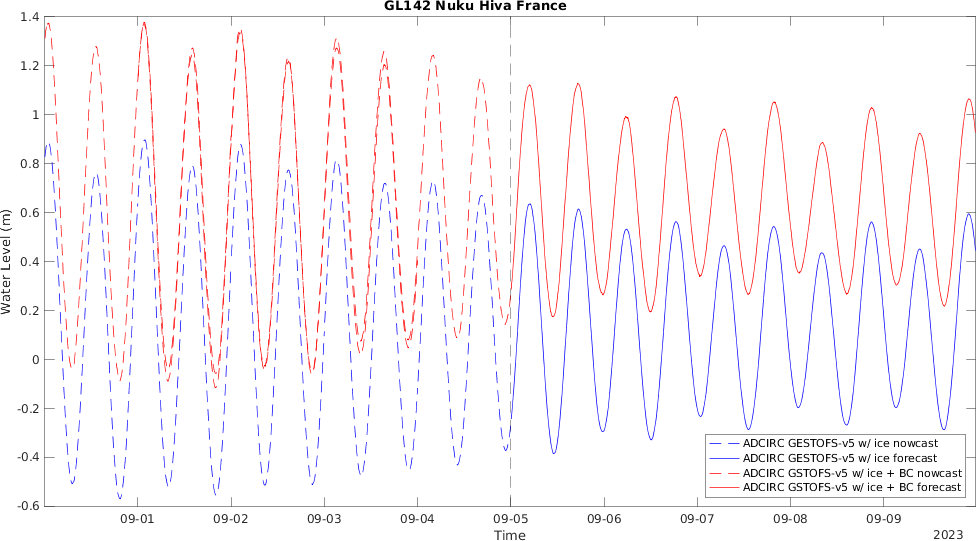 GL142 Nuku Hiva France
Water Level (m)
1.4
1.2
1
0.8
0.6
0.4
0.2
0
-0.2
-0.4
-0.6
ADCIRC GESTOFS-v5 w/ ice nowcast
ADCIRC GESTOFS-v5 w/ ice forecast
ADCIRC GSTOFS-v5 w/ ice + BC nowcast
ADCIRC GSTOFS-v5 w/ ice + BC forecast
09-01 09-02 09-03 09-04 09-05 09-06 09-07 09-08 09-09
Time
2023